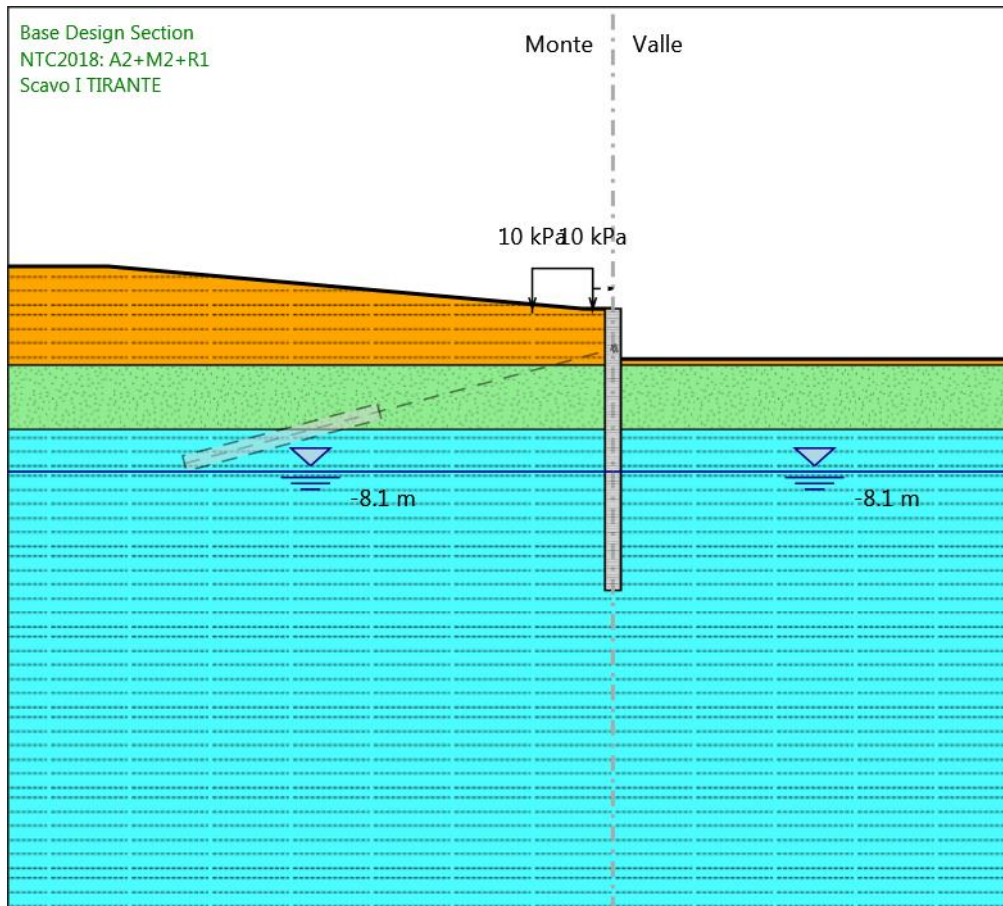 Base Design Section
NTC2018: A2+M2+R1
Scavo I TIRANTE
Monte Valle
10 kPa 10 kPa
-8.1 m -8.1 m